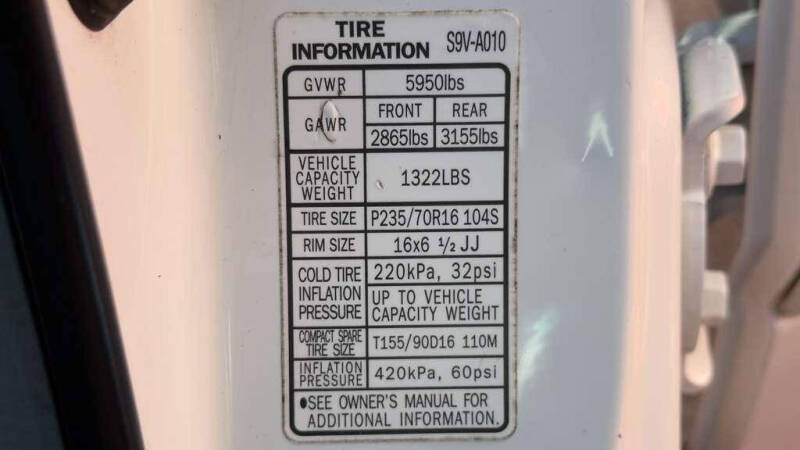 TIRE
INFORMATION S9V-A010
GVWR 5950lbs
GAWR FRONT REAR
2865lbs 3155lbs
VEHICLE
CAPACITY
WEIGHT 1322LBS
TIRE SIZE P235/70R16 104S
RIM SIZE 16x6 ½ JJ
COLD TIRE
INFLATION
PRESSURE 220kPa, 32psi
UP TO VEHICLE
CAPACITY WEIGHT
COMPACT SPARE
TIRE SIZE T155/90D16 110M
INFLATION
PRESSURE 420kPa, 60psi
●SEE OWNER'S MANUAL FOR
ADDITIONAL INFORMATION.